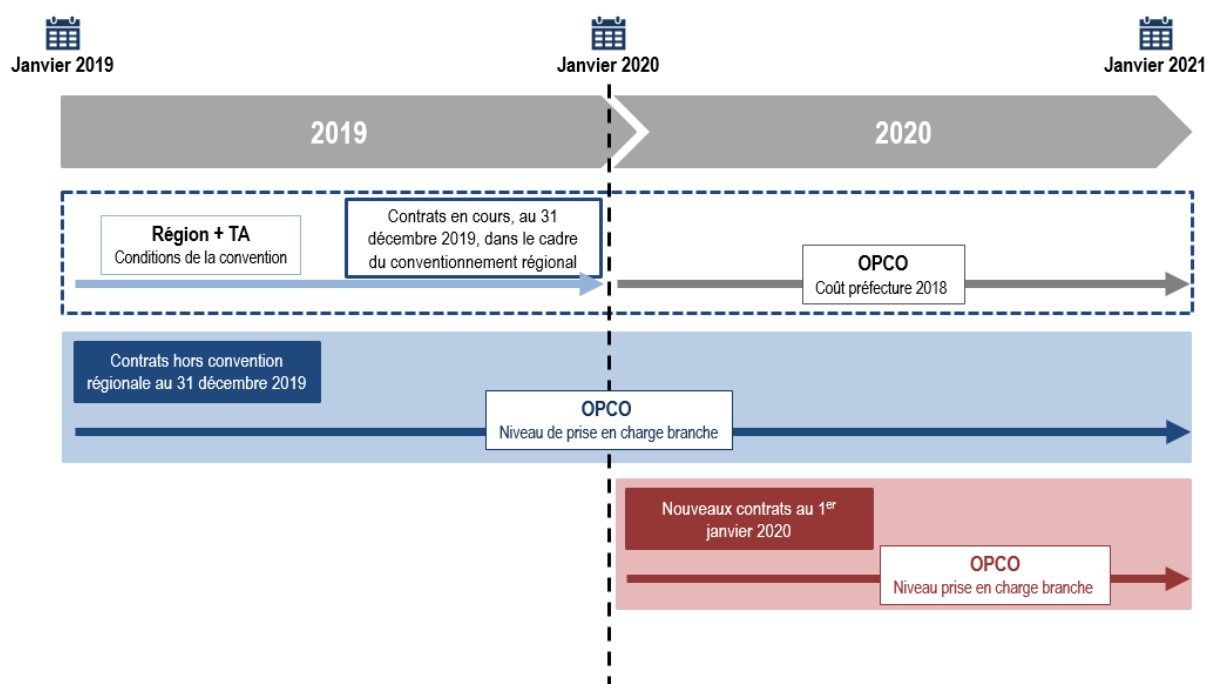 Janvier 2019
Janvier 2020
Janvier 2021
2019
2020
Région + TA
Conditions de la convention
Contrats en cours, au 31
décembre 2019, dans le cadre
du conventionnement régional
OPCO
Coût préfecture 2018
Contrats hors convention
régionale au 31 décembre 2019
OPCO
Niveau de prise en charge branche
Nouveaux contrats au 1er
janvier 2020
OPCO
Niveau prise en charge branche